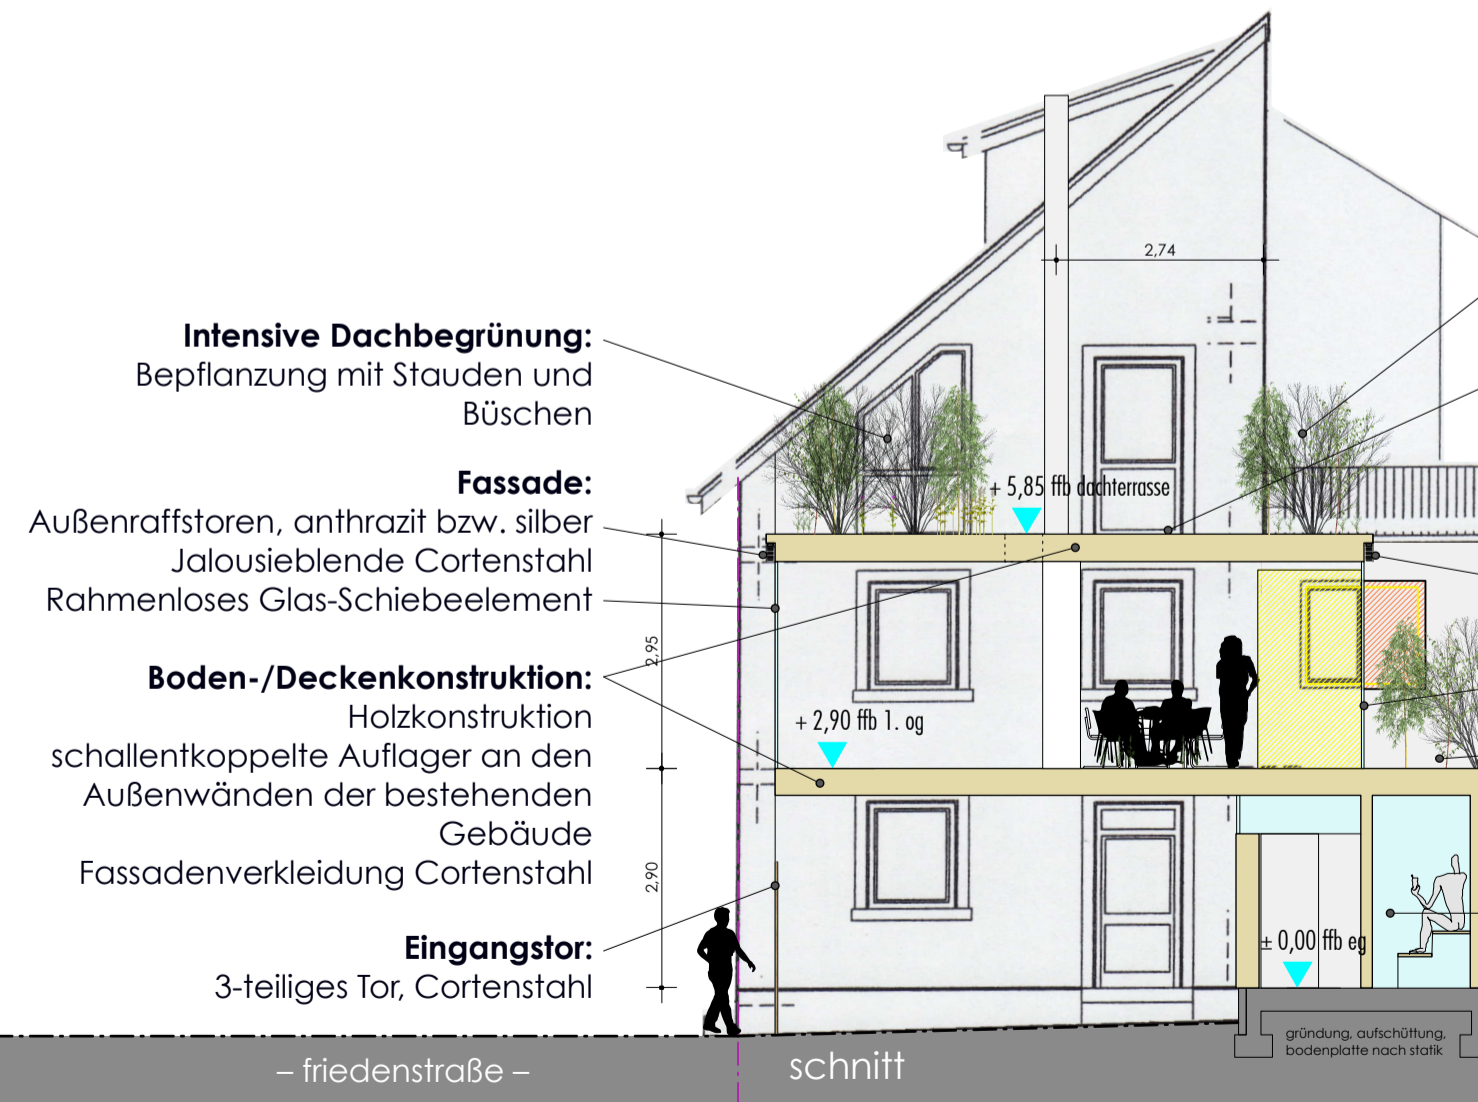 2,74
Intensive Dachbegrünung:
Bepflanzung mit Stauden und
Büschen
Fassade:
Außenraffstoren, anthrazit bzw. silber
Jalousieblende Cortenstahl
Rahmenloses Glas-Schiebeelement
Boden-/Deckenkonstruktion:
Holzkonstruktion
schallentkoppelte Auflager an den
Außenwänden der bestehenden
Gebäude
Fassadenverkleidung Cortenstahl
Eingangstor:
3-teiliges Tor, Cortenstahl
2,95
2,90
+ 5,85 ffb dachterrasse
+ 2,90 ffb 1. og
± 0,00 ffb eg
gründung, aufschüttung,
bodenplatte nach statik
– friedenstraße –
schnitt